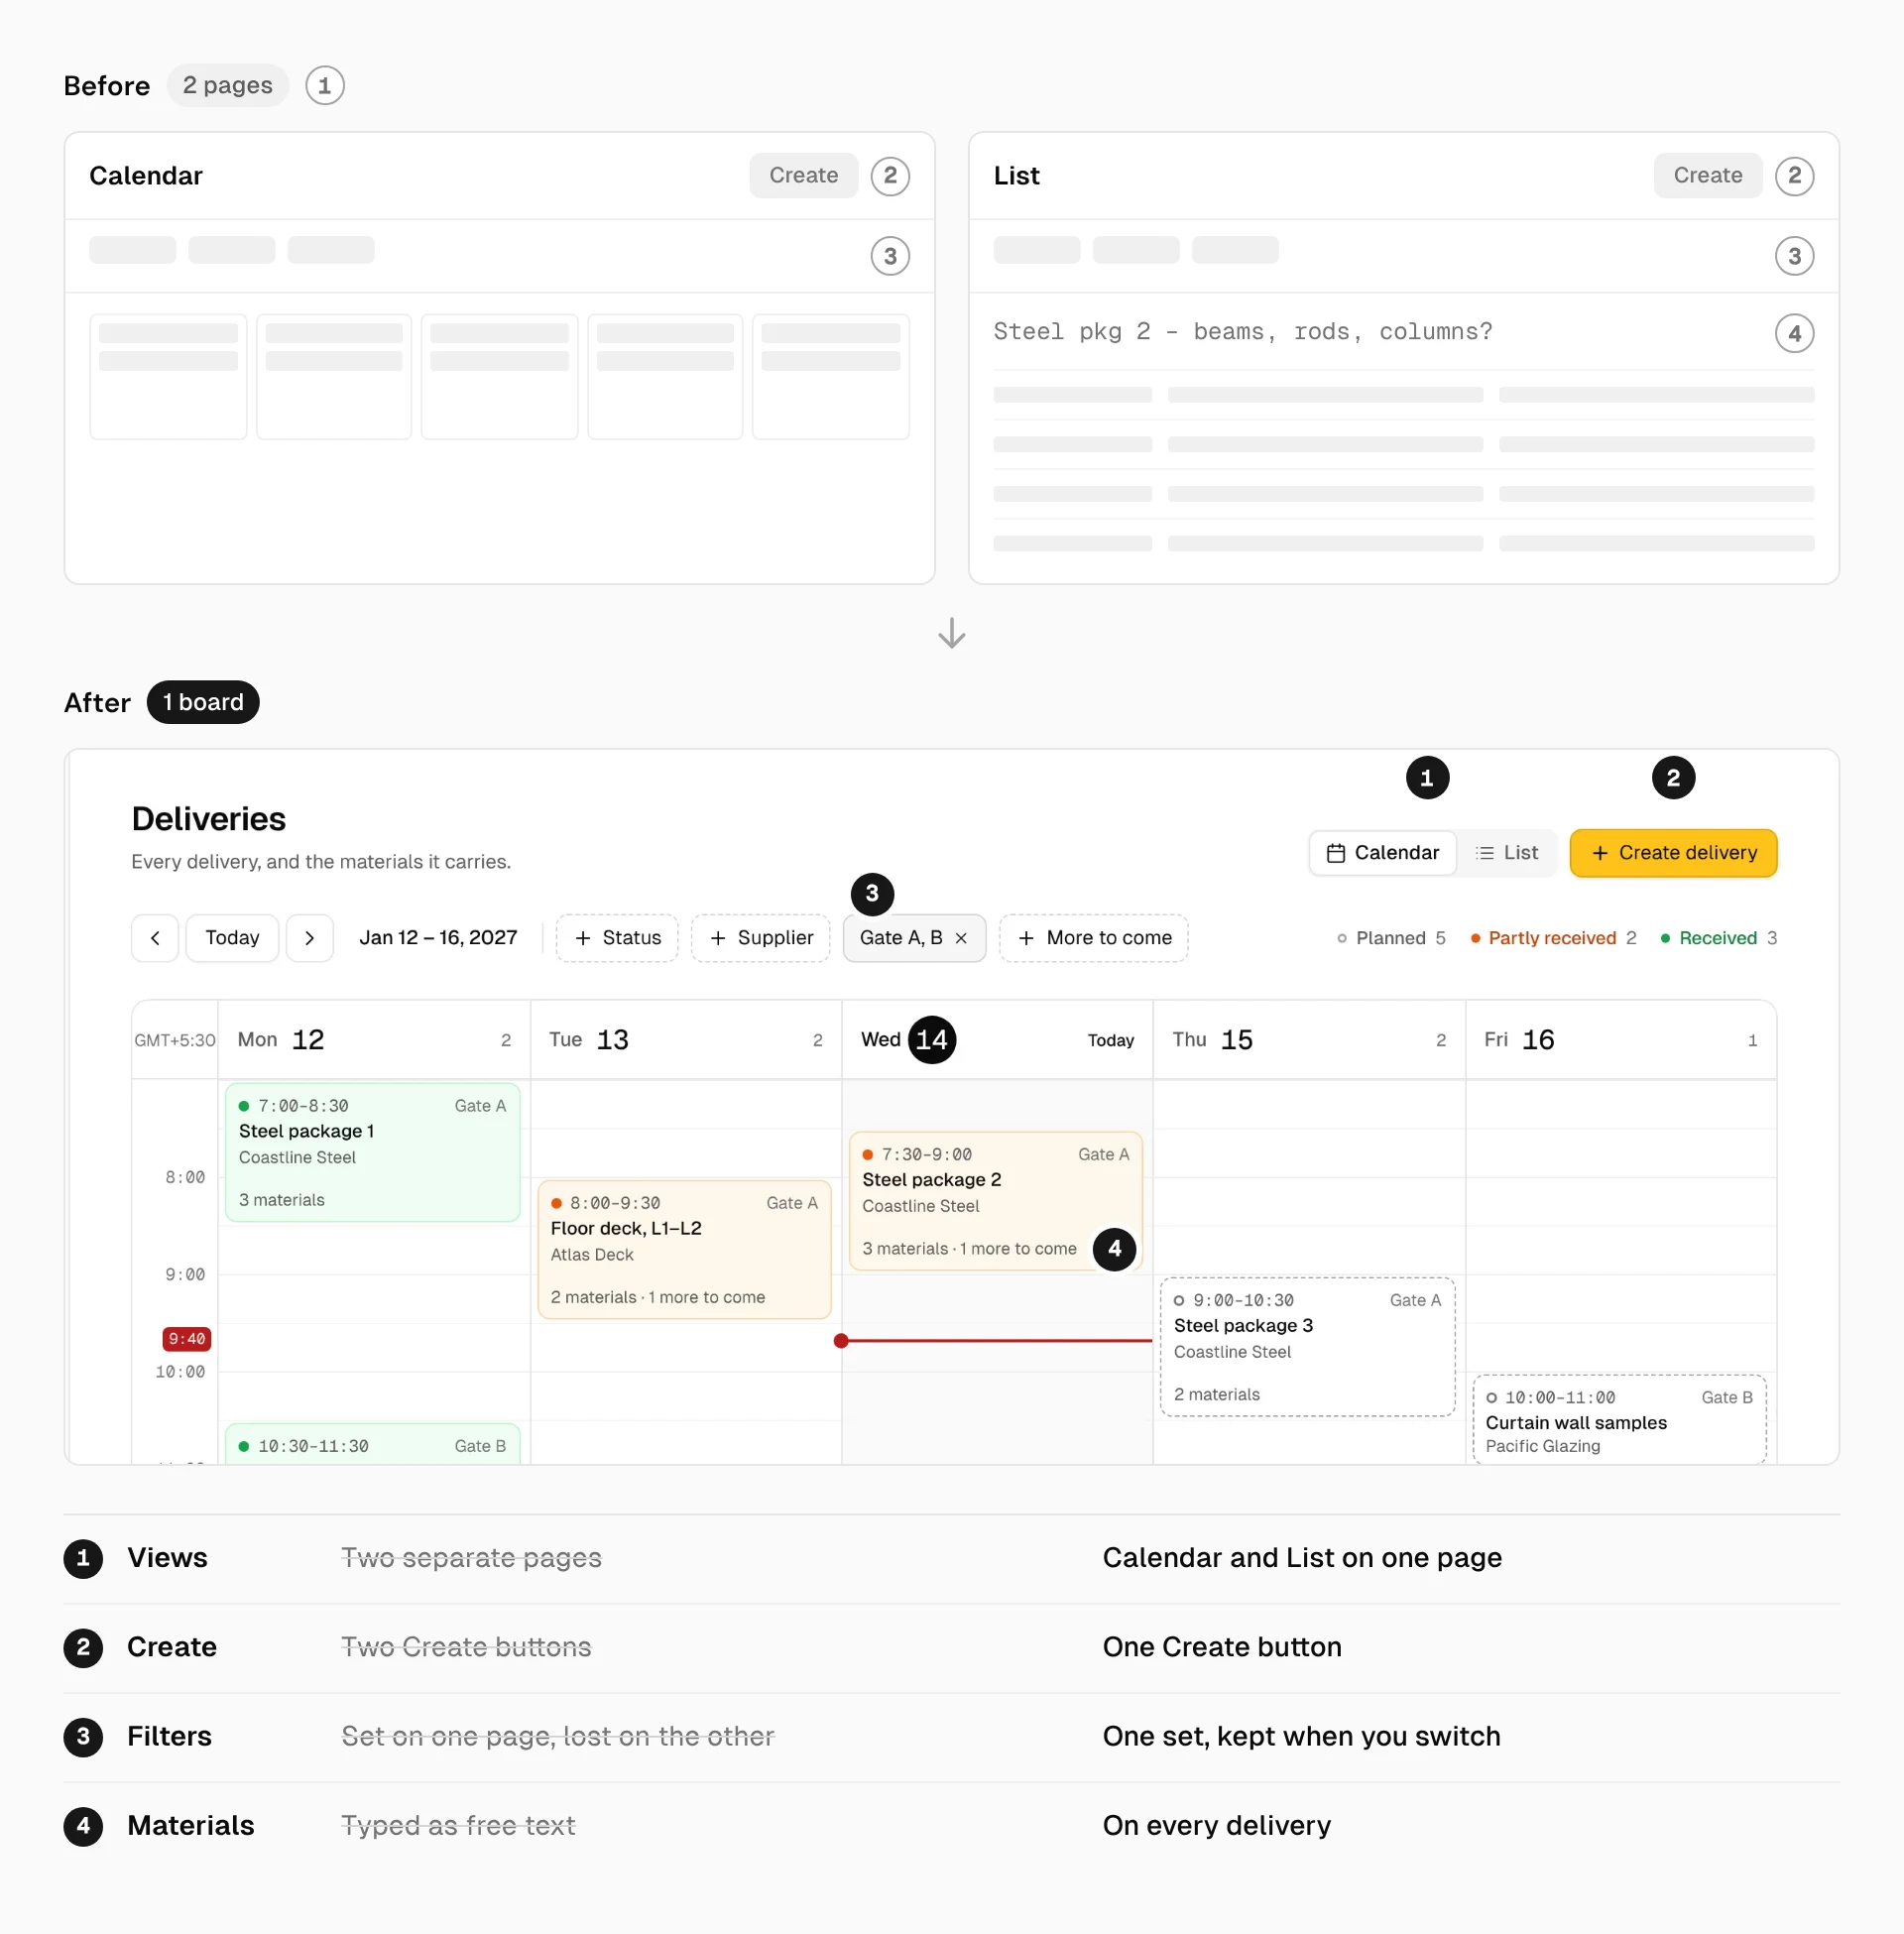 Before 2 pages 1
Calendar Create 2
3
List Create 2
3
Steel pkg 2 – beams, rods, columns? 4
After 1 board
1 2
Deliveries
Every delivery, and the materials it carries.
Calendar List + Create delivery
3
Today Jan 12 – 16, 2027 + Status + Supplier Gate A, B × + More to come Planned 5 Partly received 2 Received 3
GMT+5:30 Mon 12 2 Tue 13 2 Wed 14 Today Thu 15 2 Fri 16 1
8:00
9:00
9:40
10:00
7:00–8:30 Gate A
Steel package 1
Coastline Steel
3 materials
10:30–11:30 Gate B
8:00–9:30 Gate A
Floor deck, L1–L2
Atlas Deck
2 materials · 1 more to come
7:30–9:00 Gate A
Steel package 2
Coastline Steel
3 materials · 1 more to come 4
9:00–10:30 Gate A
Steel package 3
Coastline Steel
2 materials
10:00–11:00 Gate B
Curtain wall samples
Pacific Glazing
1 Views Two separate pages Calendar and List on one page
2 Create Two Create buttons One Create button
3 Filters Set on one page, lost on the other One set, kept when you switch
4 Materials Typed as free text On every delivery